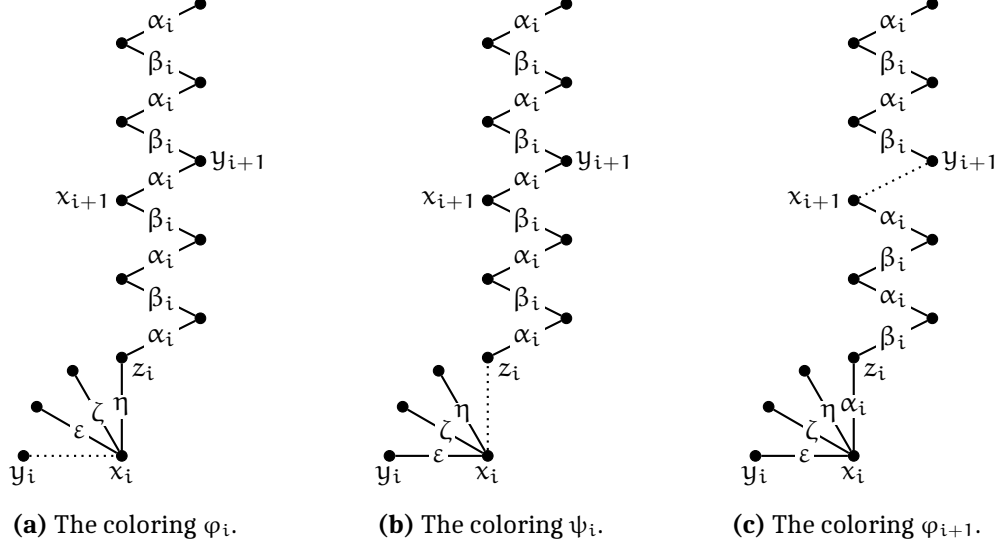 αᵢ αᵢ αᵢ
βᵢ βᵢ βᵢ
αᵢ αᵢ αᵢ
βᵢ βᵢ βᵢ
yᵢ₊₁ yᵢ₊₁ yᵢ₊₁
αᵢ αᵢ
xᵢ₊₁ xᵢ₊₁ xᵢ₊₁
βᵢ βᵢ αᵢ
αᵢ αᵢ βᵢ
βᵢ βᵢ αᵢ
αᵢ αᵢ βᵢ
zᵢ zᵢ zᵢ
ζ η η η αᵢ
ε ζ ζ
ε ε
yᵢ xᵢ yᵢ xᵢ yᵢ xᵢ
(a) The coloring φᵢ. (b) The coloring ψᵢ. (c) The coloring φᵢ₊₁.